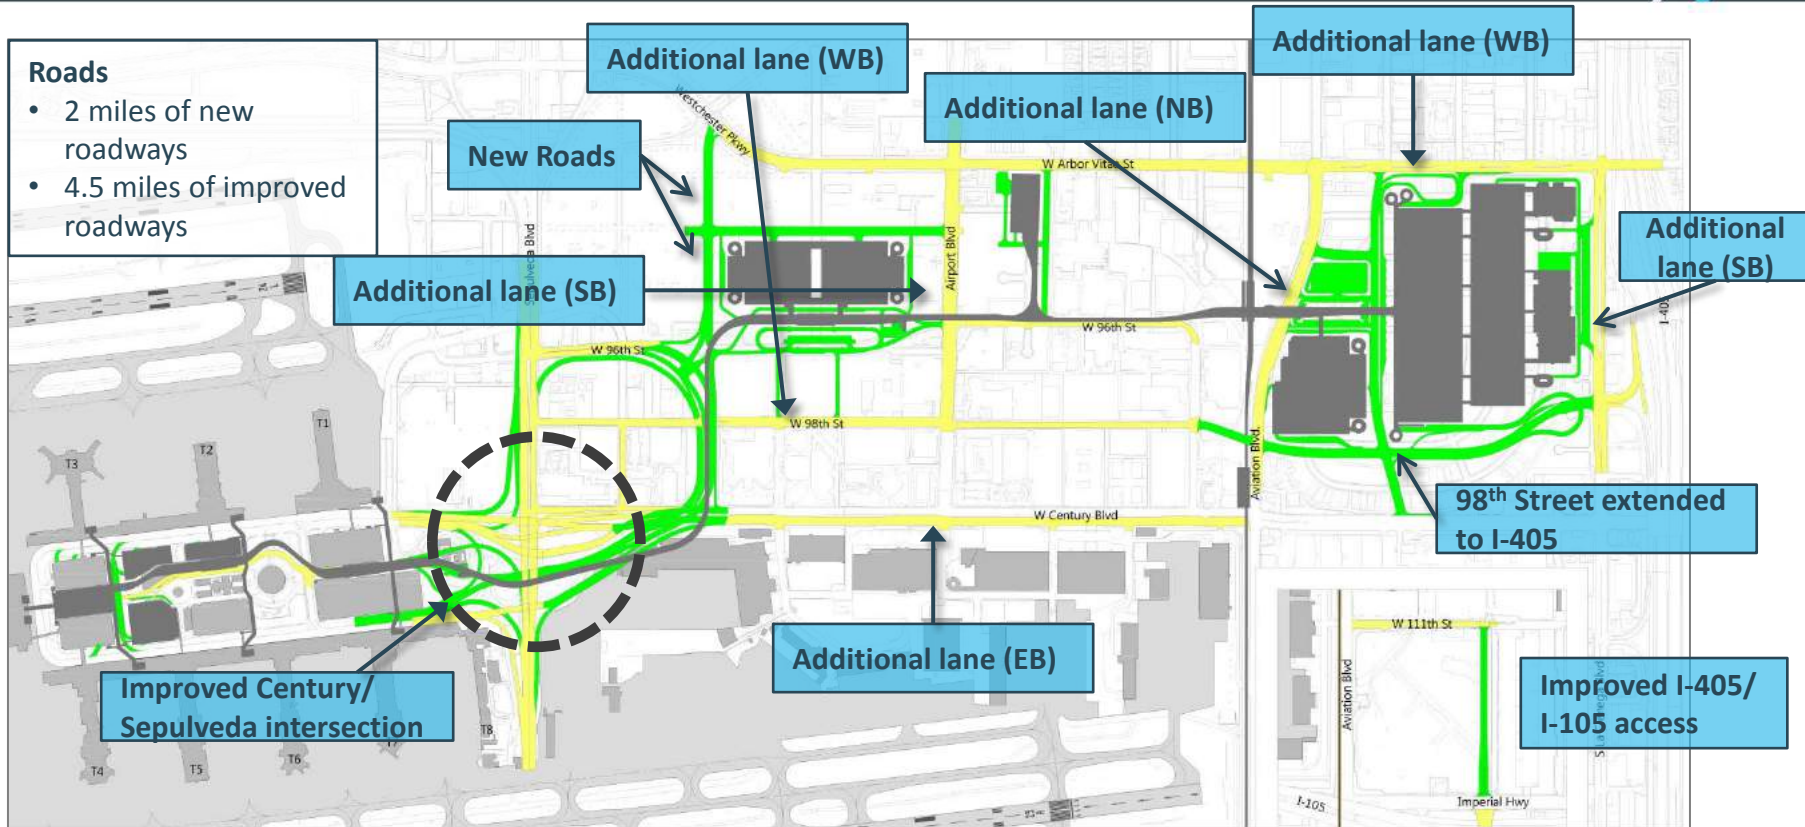 Roads
• 2 miles of new
roadways
• 4.5 miles of improved
roadways
Additional lane (WB)
Additional lane (WB)
Additional lane (NB)
New Roads
Additional lane (SB)
Additional
lane (SB)
Westchester Pkwy
W Arbor Vitae St
Sepulveda Blvd
Airport Blvd
I-405
W 96th St
W 96th St
W 98th St
Aviation Blvd.
W Century Blvd
98th Street extended
to I-405
T1
T2
T3
Additional lane (EB)
Improved Century/
Sepulveda intersection
T4
T5
T6
T8
W 111th St
Aviation Blvd
Improved I-405/
I-105 access
I-105
Imperial Hwy